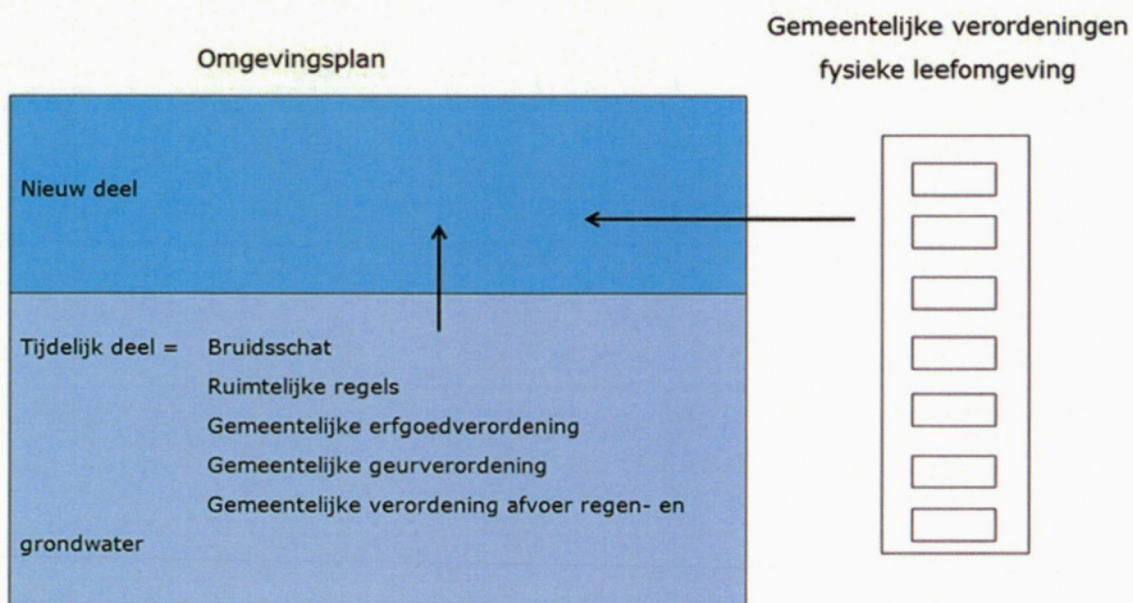 Omgevingsplan
Gemeentelijke verordeningen
fysieke leefomgeving
Nieuw deel
Tijdelijk deel = Bruidsschat
Ruimtelijke regels
Gemeentelijke erfgoedverordening
Gemeentelijke geurverordening
Gemeentelijke verordening afvoer regen- en
grondwater